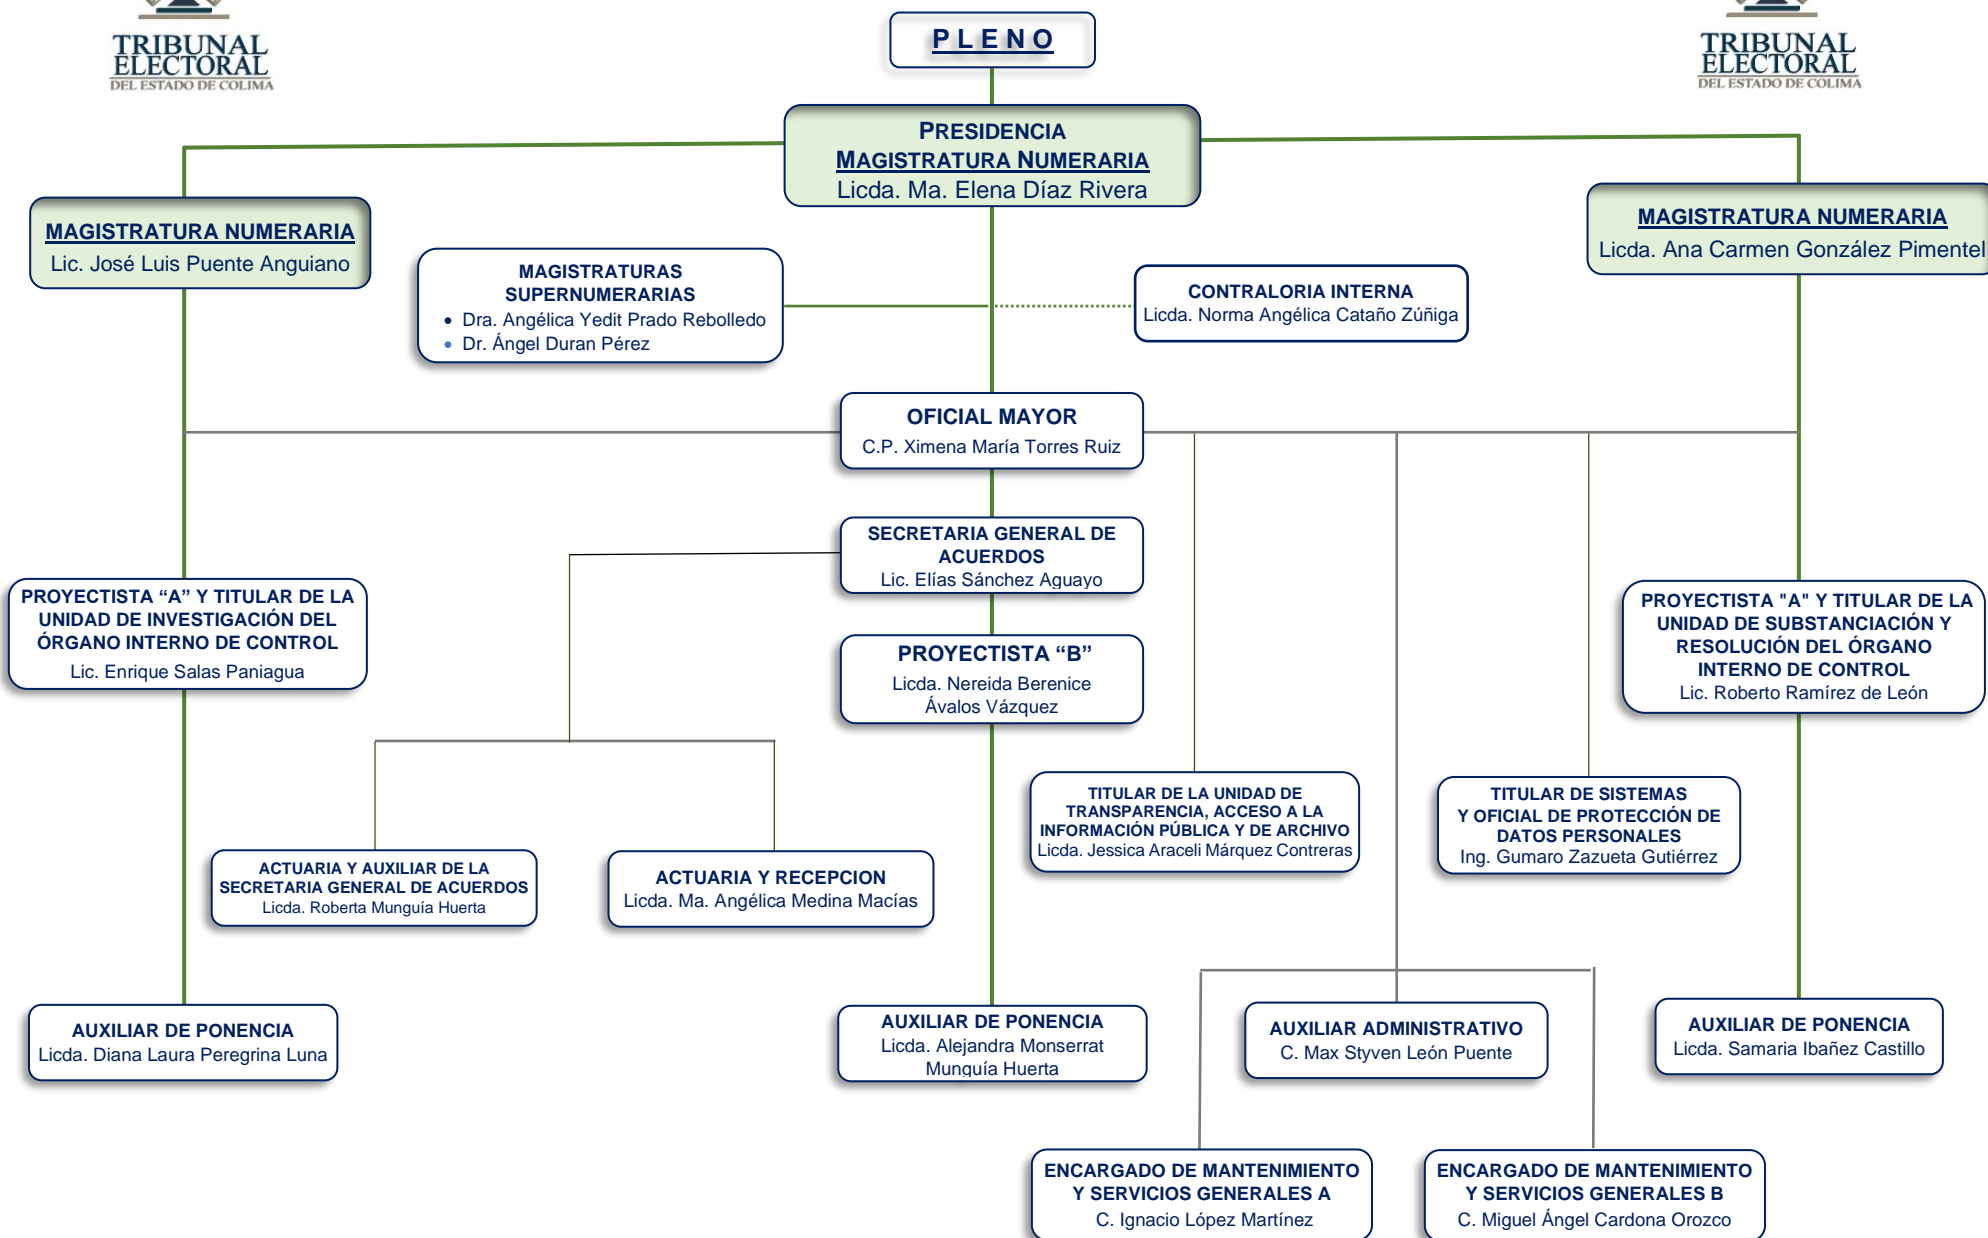 TRIBUNAL
ELECTORAL
DEL ESTADO DE COLIMA
PLENO
TRIBUNAL
ELECTORAL
DEL ESTADO DE COLIMA
PRESIDENCIA
MAGISTRATURA NUMERARIA
Licda. Ma. Elena Díaz Rivera
MAGISTRATURA NUMERARIA
Lic. José Luis Puente Anguiano
MAGISTRATURA NUMERARIA
Licda. Ana Carmen González Pimentel
MAGISTRATURAS
SUPERNUMERARIAS
• Dra. Angélica Yedit Prado Rebolledo
• Dr. Ángel Duran Pérez
CONTRALORIA INTERNA
Licda. Norma Angélica Cataño Zúñiga
OFICIAL MAYOR
C.P. Ximena María Torres Ruiz
SECRETARIA GENERAL DE
ACUERDOS
Lic. Elías Sánchez Aguayo
PROYECTISTA “A” Y TITULAR DE LA
UNIDAD DE INVESTIGACIÓN DEL
ÓRGANO INTERNO DE CONTROL
Lic. Enrique Salas Paniagua
PROYECTISTA “B”
Licda. Nereida Berenice
Ávalos Vázquez
PROYECTISTA "A" Y TITULAR DE LA
UNIDAD DE SUBSTANCIACIÓN Y
RESOLUCIÓN DEL ÓRGANO
INTERNO DE CONTROL
Lic. Roberto Ramírez de León
TITULAR DE LA UNIDAD DE
TRANSPARENCIA, ACCESO A LA
INFORMACIÓN PÚBLICA Y DE ARCHIVO
Licda. Jessica Araceli Márquez Contreras
TITULAR DE SISTEMAS
Y OFICIAL DE PROTECCIÓN DE
DATOS PERSONALES
Ing. Gumaro Zazueta Gutiérrez
ACTUARIA Y AUXILIAR DE LA
SECRETARIA GENERAL DE ACUERDOS
Licda. Roberta Munguía Huerta
ACTUARIA Y RECEPCION
Licda. Ma. Angélica Medina Macías
AUXILIAR DE PONENCIA
Licda. Diana Laura Peregrina Luna
AUXILIAR DE PONENCIA
Licda. Alejandra Monserrat
Munguía Huerta
AUXILIAR ADMINISTRATIVO
C. Max Styven León Puente
AUXILIAR DE PONENCIA
Licda. Samaria Ibañez Castillo
ENCARGADO DE MANTENIMIENTO
Y SERVICIOS GENERALES A
C. Ignacio López Martínez
ENCARGADO DE MANTENIMIENTO
Y SERVICIOS GENERALES B
C. Miguel Ángel Cardona Orozco